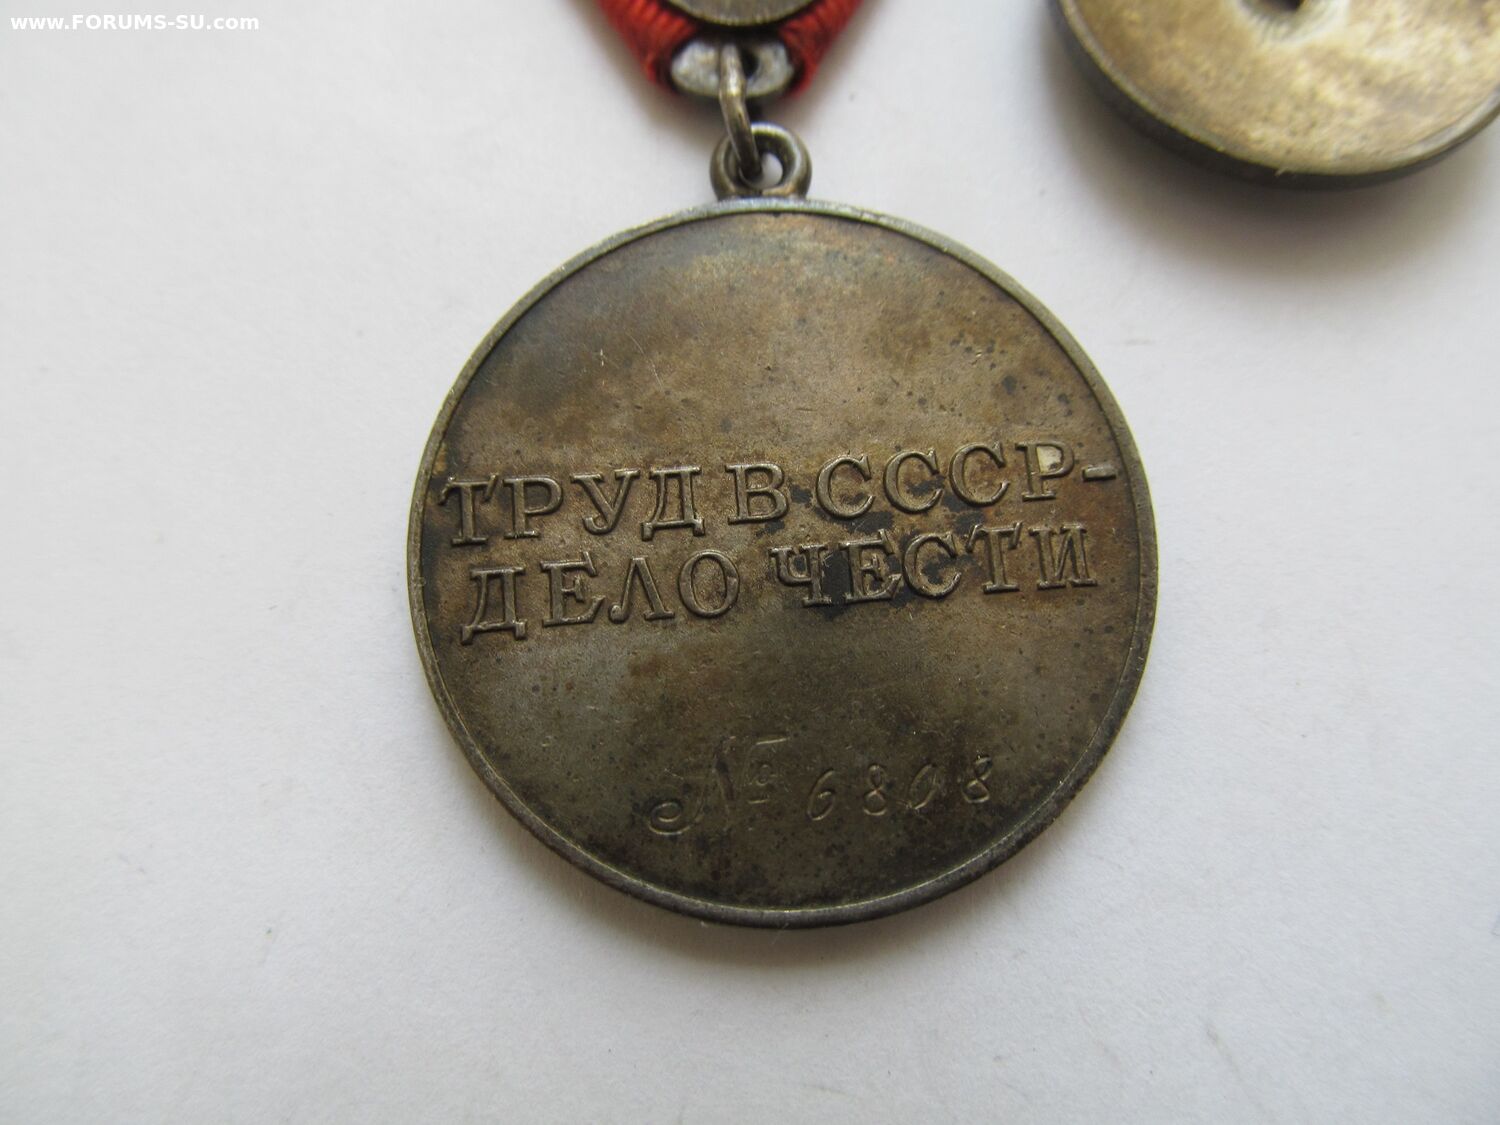 www.FORUMS-SU.com
ТРУД В СССР-
ДЕЛО ЧЕСТИ
№ 6808